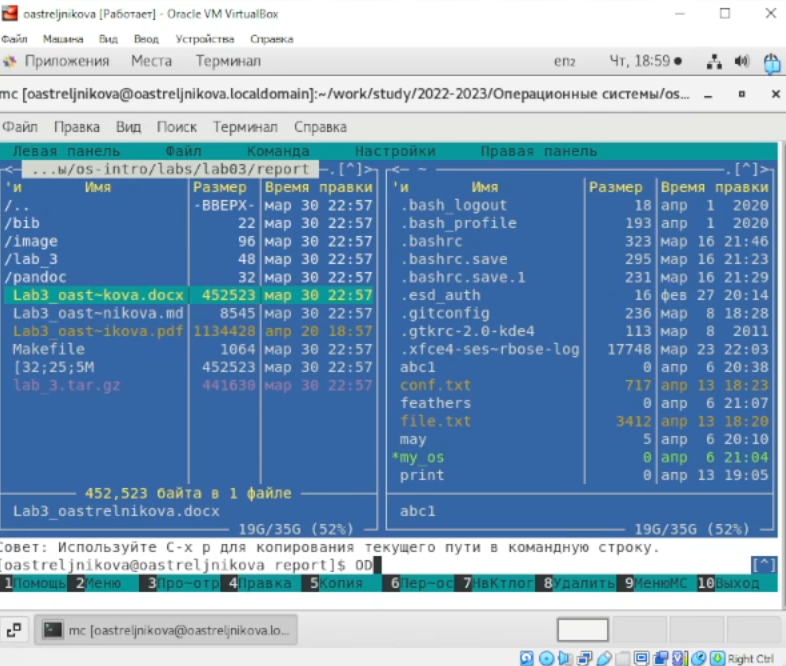 oastreljnikova [Работает] - Oracle VM VirtualBox
Файл Машина Вид Ввод Устройства Справка
Приложения Места Терминал en2 Чт, 18:59
mc [oastreljnikova@oastreljnikova.localdomain]:~/work/study/2022-2023/Операционные системы/os...
Файл Правка Вид Поиск Терминал Справка
Левая панель Файл Команда Настройки Правая панель
<— ...ы/os-intro/labs/lab03/report —.[^]> <— ~ —.[^]>
'и Имя Размер Время правки 'и Имя Размер Время правки
/.. -ВВЕРХ- мар 30 22:57 .bash_logout 18 апр 1 2020
/bib 22 мар 30 22:57 .bash_profile 193 апр 1 2020
/image 96 мар 30 22:57 .bashrc 323 мар 16 21:46
/lab_3 48 мар 30 22:57 .bashrc.save 295 мар 16 21:23
/pandoc 32 мар 30 22:57 .bashrc.save.1 231 мар 16 21:29
Lab3_oast~kova.docx 452523 мар 30 22:57 .esd_auth 16 фев 27 20:14
Lab3_oast~nikova.md 8545 мар 30 22:57 .gitconfig 236 мар 8 18:28
Lab3_oast~ikova.pdf 1134428 апр 20 18:57 .gtkrc-2.0-kde4 113 мар 8 2011
Makefile 1064 мар 30 22:57 .xfce4-ses~rbose-log 17748 мар 23 22:03
[32;25;5M 452523 мар 30 22:57 abc1 0 апр 6 20:38
lab_3.tar.gz 441630 мар 30 22:57 conf.txt 717 апр 13 18:23
feathers 0 апр 6 21:07
file.txt 3412 апр 13 18:20
may 5 апр 6 20:10
*my_os 0 апр 6 21:04
print 0 апр 13 19:05
452,523 байта в 1 файле
Lab3_oastrelnikova.docx abc1
19G/35G (52%) 19G/35G (52%)
Совет: Используйте C-x p для копирования текущего пути в командную строку.
[oastreljnikova@oastreljnikova report]$ OD [^]
1Помощь 2Меню 3Про~отр 4Правка 5Копия 6Пер~ос 7НвКтлог 8Удалить 9МенюMC 10Выход
mc [oastreljnikova@oastreljnikova.lo...
Right Ctrl